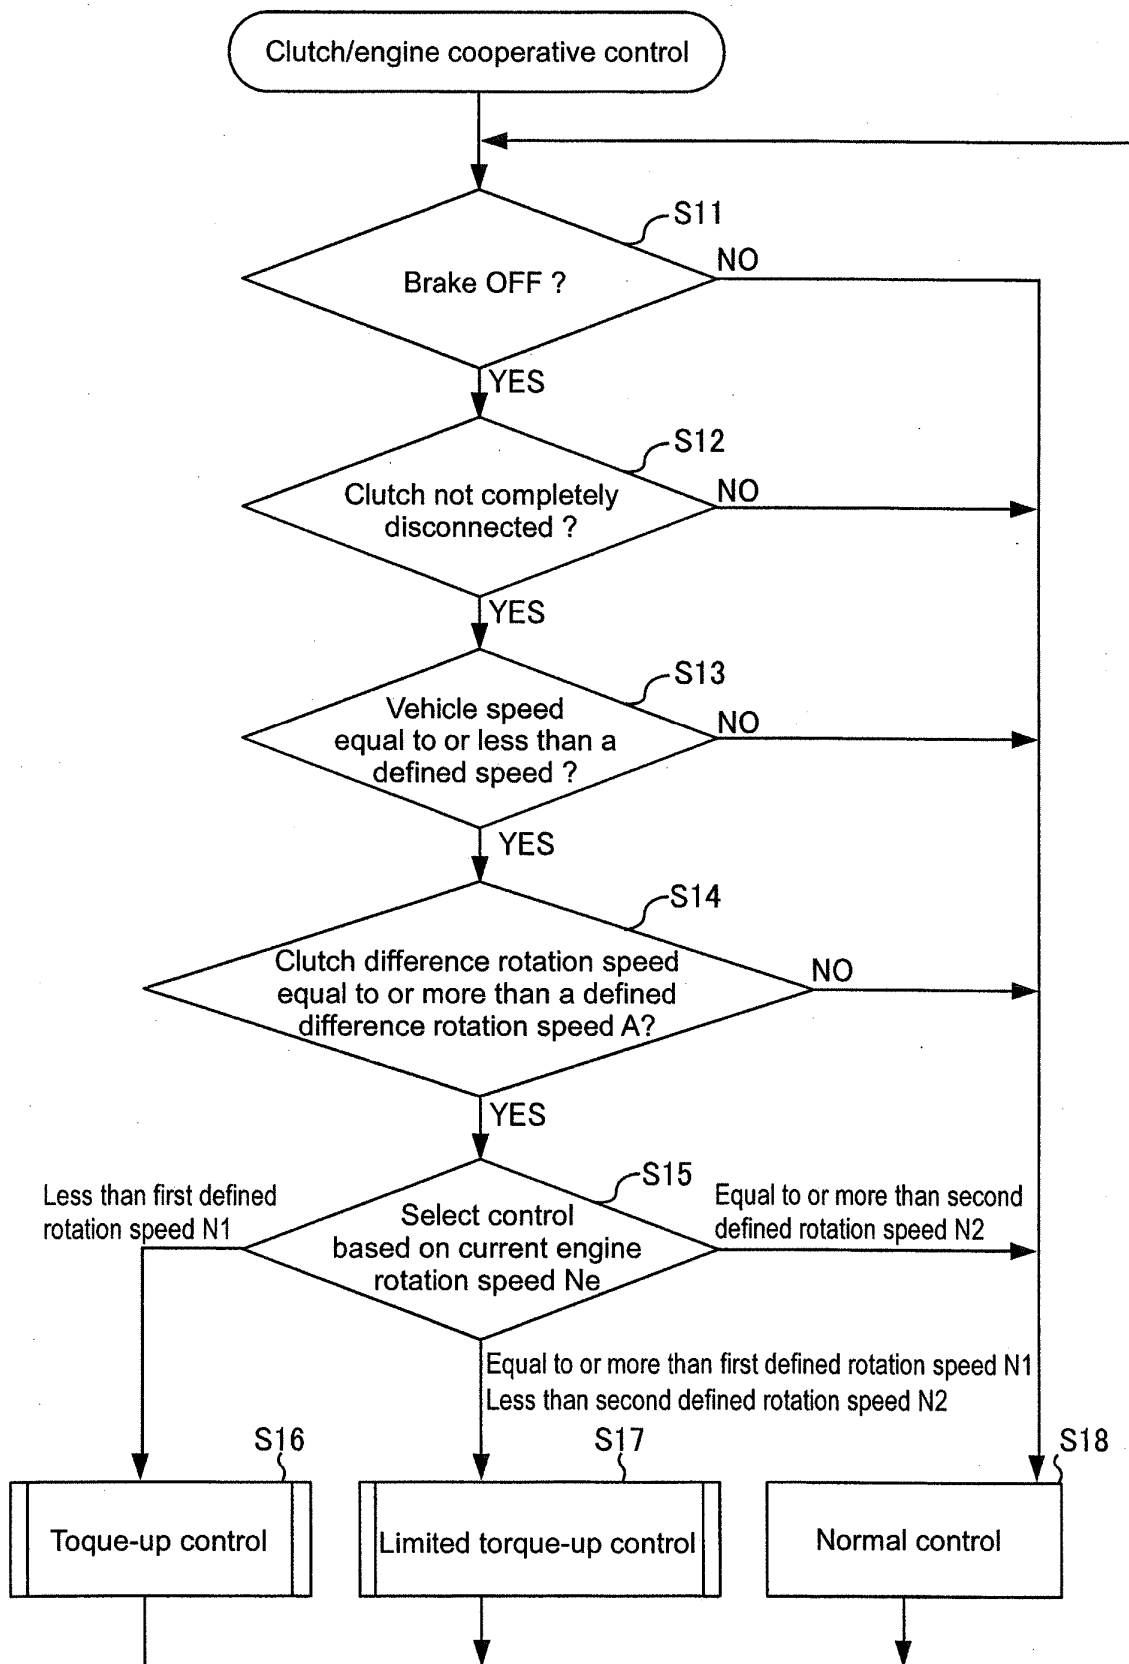 Clutch/engine cooperative control
S11
Brake OFF ?
NO
YES
S12
Clutch not completely
disconnected ?
NO
YES
S13
Vehicle speed
equal to or less than a
defined speed ?
NO
YES
S14
Clutch difference rotation speed
equal to or more than a defined
difference rotation speed A?
NO
YES
S15
Less than first defined
rotation speed N1
Select control
based on current engine
rotation speed Ne
Equal to or more than second
defined rotation speed N2
Equal to or more than first defined rotation speed N1
Less than second defined rotation speed N2
S16
S17
S18
Toque-up control
Limited torque-up control
Normal control